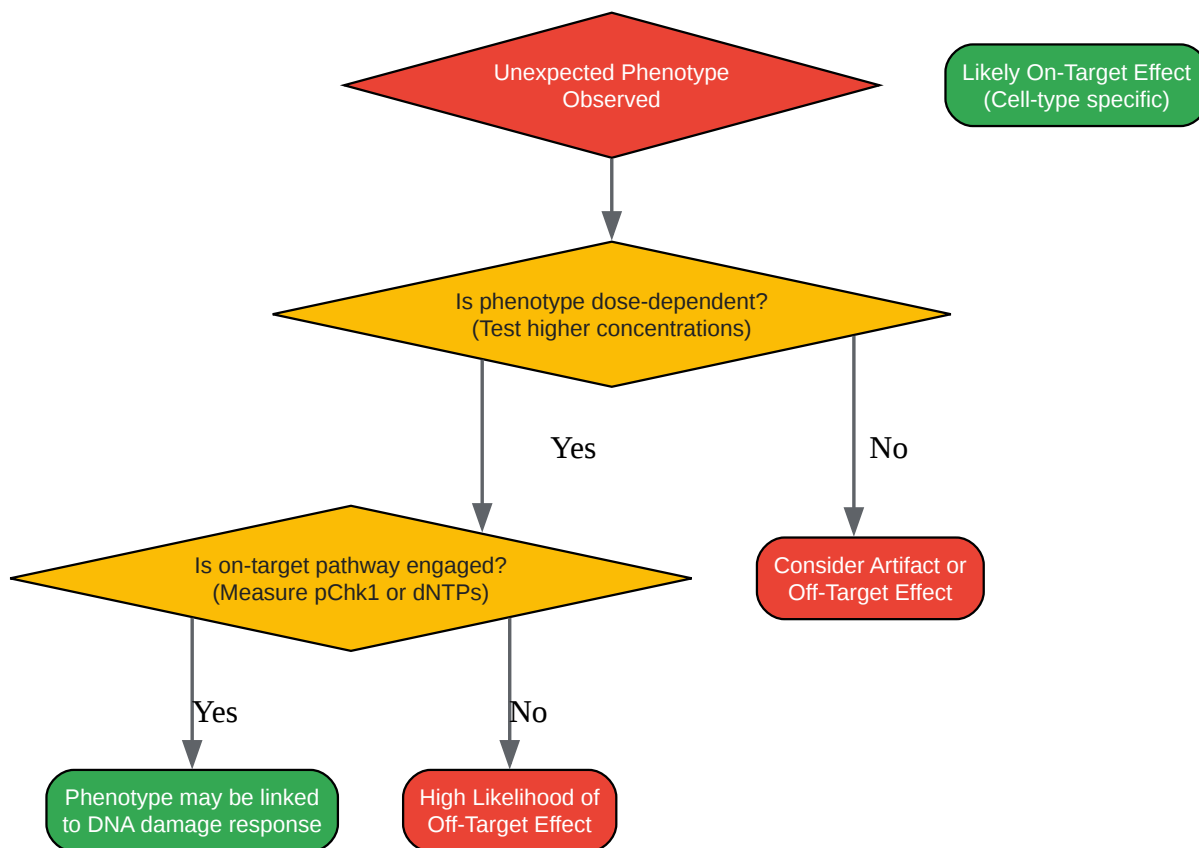 Unexpected Phenotype
Observed
Likely On-Target Effect
(Cell-type specific)
Is phenotype dose-dependent?
(Test higher concentrations)
Yes
No
Is on-target pathway engaged?
(Measure pChk1 or dNTPs)
Consider Artifact or
Off-Target Effect
Yes
No
Phenotype may be linked
to DNA damage response
High Likelihood of
Off-Target Effect